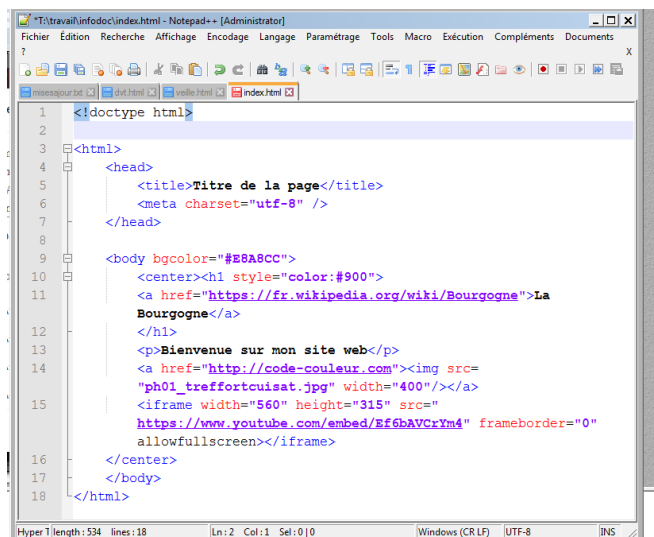 *T:\travail\infodoc\index.html - Notepad++ [Administrator]
Fichier Édition Recherche Affichage Encodage Langage Paramétrage Tools Macro Exécution Compléments Documents
? X
misesajour.txt dvt.html veille.html index.html
1 <!doctype html>
2
3 <html>
4 <head>
5 <title>Titre de la page</title>
6 <meta charset="utf-8" />
7 </head>
8
9 <body bgcolor="#E8A8CC">
10 <center><h1 style="color:#900">
11 <a href="https://fr.wikipedia.org/wiki/Bourgogne">La
Bourgogne</a>
12 </h1>
13 <p>Bienvenue sur mon site web</p>
14 <a href="http://code-couleur.com"><img src=
"ph01_treffortcuisat.jpg" width="400"/></a>
15 <iframe width="560" height="315" src="
https://www.youtube.com/embed/Ef6bAVCrYm4" frameborder="0"
allowfullscreen></iframe>
16 </center>
17 </body>
18 </html>
Hyper T length : 534 lines : 18 Ln : 2 Col : 1 Sel : 0 | 0 Windows (CR LF) UTF-8 INS